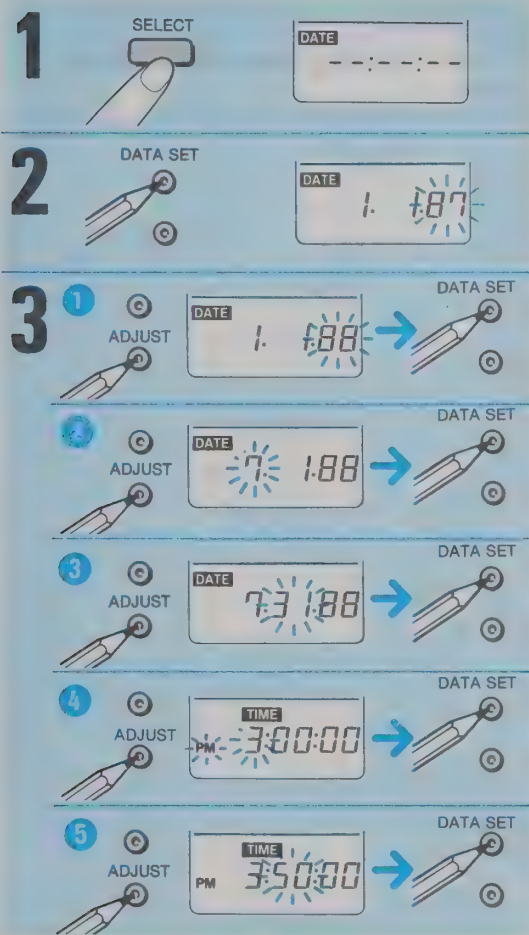 1
SELECT
DATE
--:--:--
2
DATA SET
DATE
1. 1.87
3
1
ADJUST
DATE
1. 1.88
DATA SET
ADJUST
DATE
7. 1.88
DATA SET
3
ADJUST
DATE
7.31.88
DATA SET
4
ADJUST
TIME
PM 3:00:00
DATA SET
5
ADJUST
TIME
PM 3:50:00
DATA SET